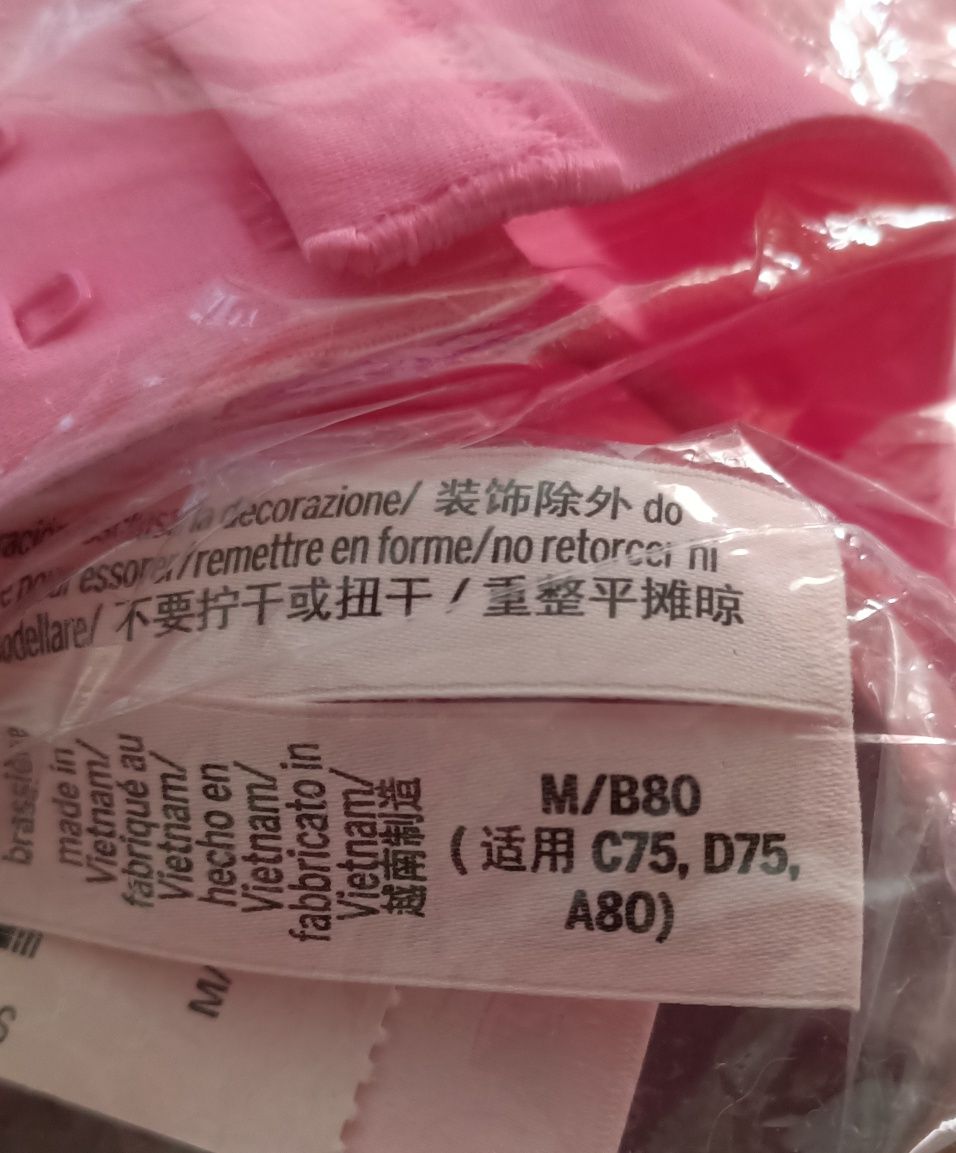 la decorazione/ 装饰除外 do
essorer/remettre en forme/no retorcer ni
不要拧干或扭干 / 重整平摊晾
made in
Vietnam/
fabriqué au
Vietnam/
hecho en
Vietnam/
fabbricato in
Vietnam/
越南制造
M/B80
(适用 C75, D75,
A80)
M/